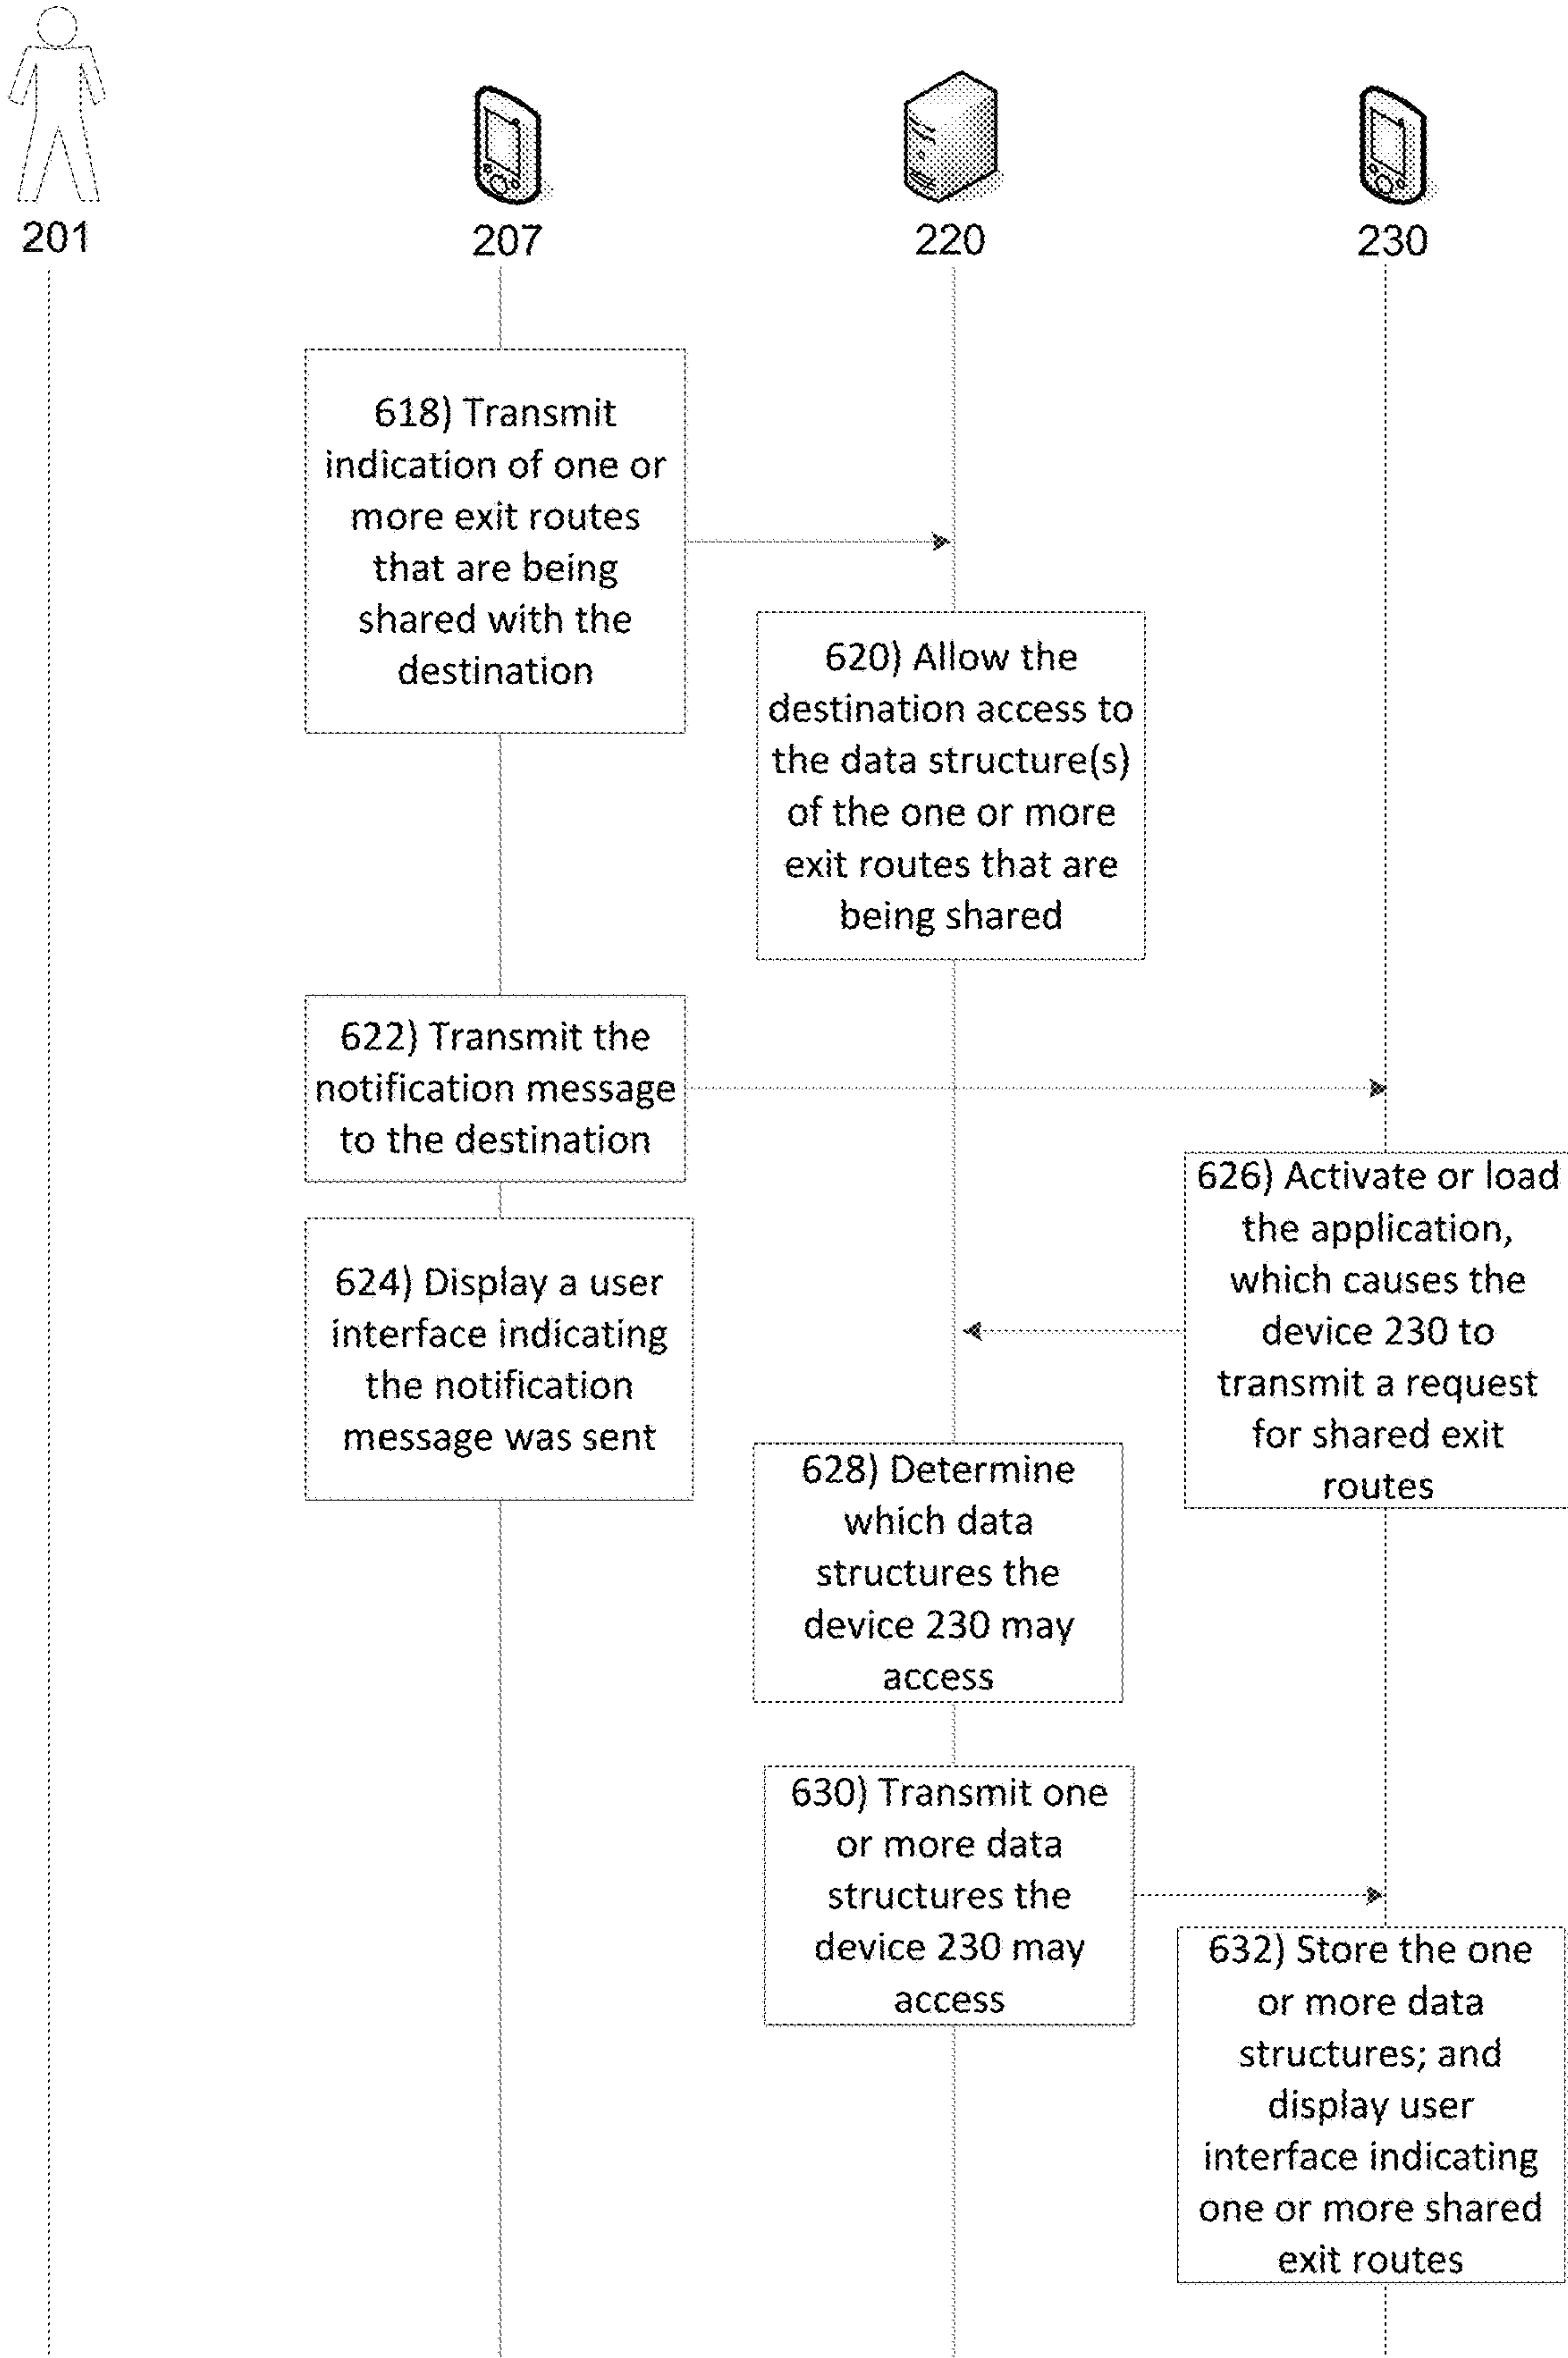 201
207
220
230
618) Transmit
indication of one or
more exit routes
that are being
shared with the
destination
620) Allow the
destination access to
the data structure(s)
of the one or more
exit routes that are
being shared
622) Transmit the
notification message
to the destination
624) Display a user
interface indicating
the notification
message was sent
626) Activate or load
the application,
which causes the
device 230 to
transmit a request
for shared exit
routes
628) Determine
which data
structures the
device 230 may
access
630) Transmit one
or more data
structures the
device 230 may
access
632) Store the one
or more data
structures; and
display user
interface indicating
one or more shared
exit routes